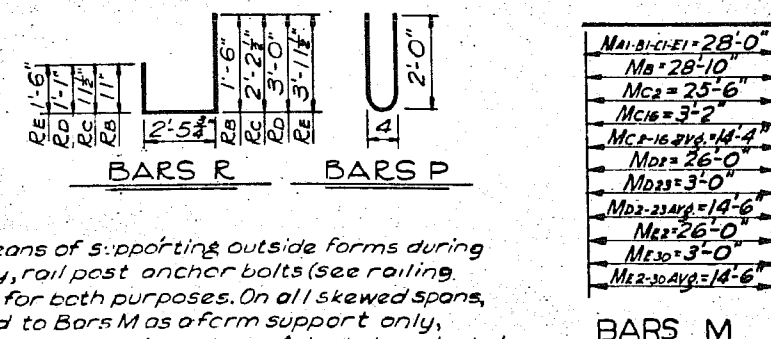 RE 1'-6"
RD 1'-1"
RC 11½"
RB 11"
2'-5¾"
RB 1'-6"
RC 2'-2½"
RD 3'-0"
RE 3'-11½"
2'-0"
4
BARS R
BARS P
MA1-B1-C1-E1=28'-0"
MB=28'-10"
MC2=25'-6"
MC16=3'-2"
MC2-16 avg.=14'-4"
MD2=26'-0"
MD23=3'-0"
MD2-23 Avg.=14'-6"
ME2=26'-0"
ME30=3'-0"
ME2-30 Avg.=14'-6"
BARS M
eans of supporting outside forms during
y, rail post anchor bolts (see railing
for both purposes. On all skewed spans,
d to Bars M as a form support only,